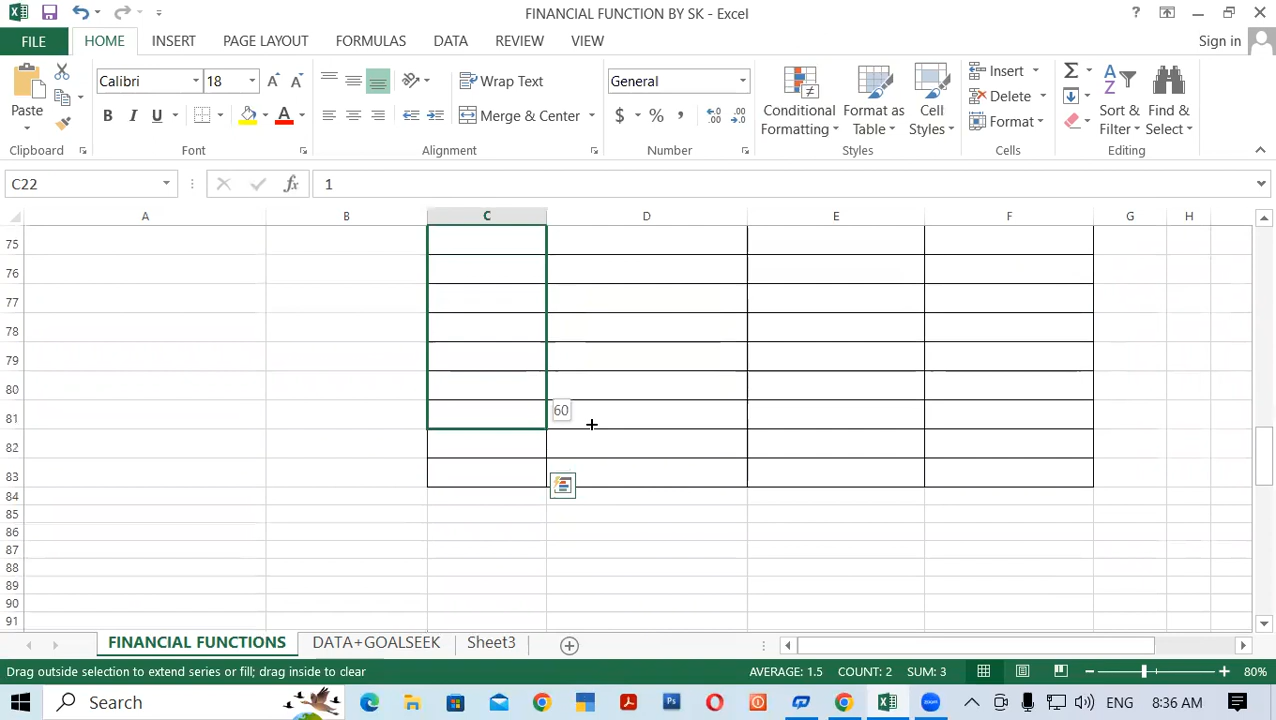 FINANCIAL FUNCTION BY SK - Excel
FILE HOME INSERT PAGE LAYOUT FORMULAS DATA REVIEW VIEW Sign in
Paste
Clipboard
Calibri 18
B I U A
Font
Wrap Text
Merge & Center
Alignment
General
$ % ,
Number
Conditional Formatting
Format as Table
Cell Styles
Styles
Insert
Delete
Format
Cells
Sort & Filter
Find & Select
Editing
C22 fx 1
A B C D E F G H
75
76
77
78
79
80
81 60
82
83
84
85
86
87
88
89
90
91
FINANCIAL FUNCTIONS DATA+GOALSEEK Sheet3
Drag outside selection to extend series or fill; drag inside to clear AVERAGE: 1.5 COUNT: 2 SUM: 3 80%
Search ENG 8:36 AM